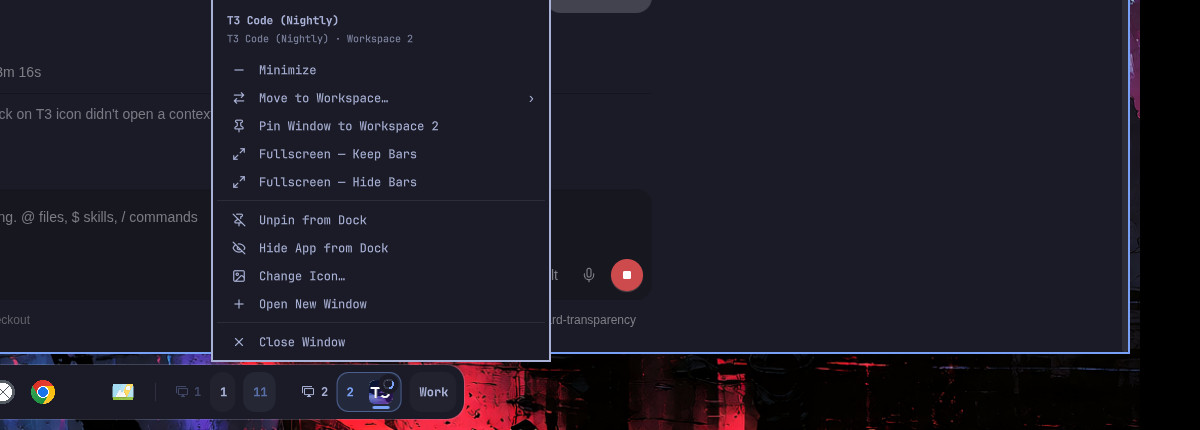 T3 Code (Nightly)
T3 Code (Nightly) · Workspace 2
Minimize
Move to Workspace…
Pin Window to Workspace 2
Fullscreen — Keep Bars
Fullscreen — Hide Bars
Unpin from Dock
Hide App from Dock
Change Icon…
Open New Window
Close Window
3m 16s
ck on T3 icon didn't open a contex
ng. @ files, $ skills, / commands
lt
eckout
rd-transparency
1 1 11 2 2 T3 Work